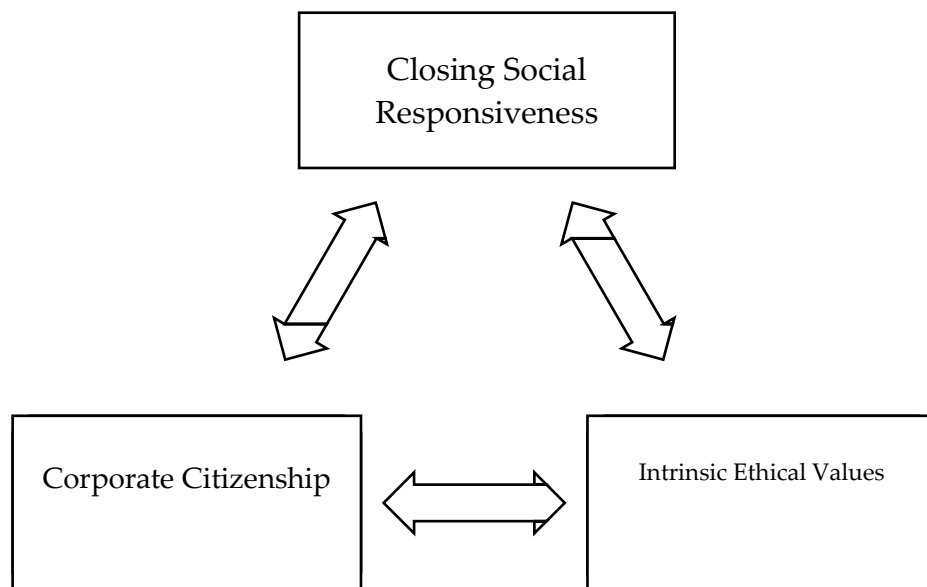 Closing Social
Responsiveness
Corporate Citizenship
Intrinsic Ethical Values